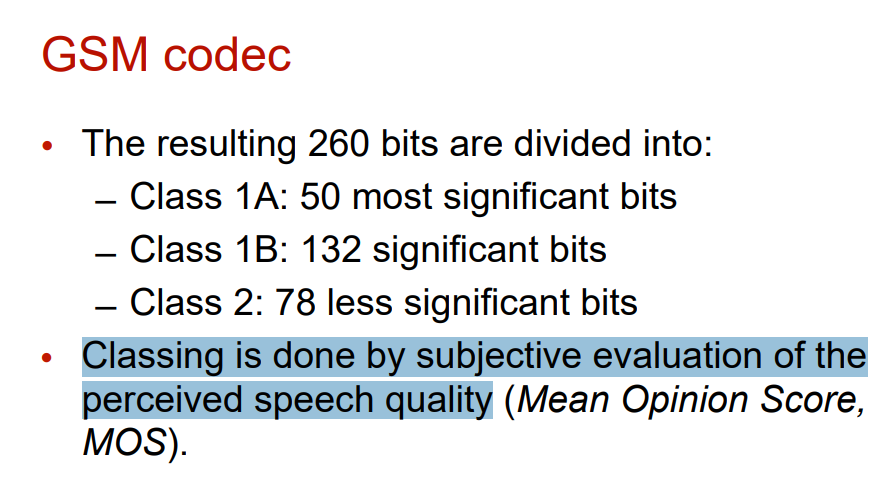 GSM codec
• The resulting 260 bits are divided into:
– Class 1A: 50 most significant bits
– Class 1B: 132 significant bits
– Class 2: 78 less significant bits
• Classing is done by subjective evaluation of the
perceived speech quality (Mean Opinion Score,
MOS).